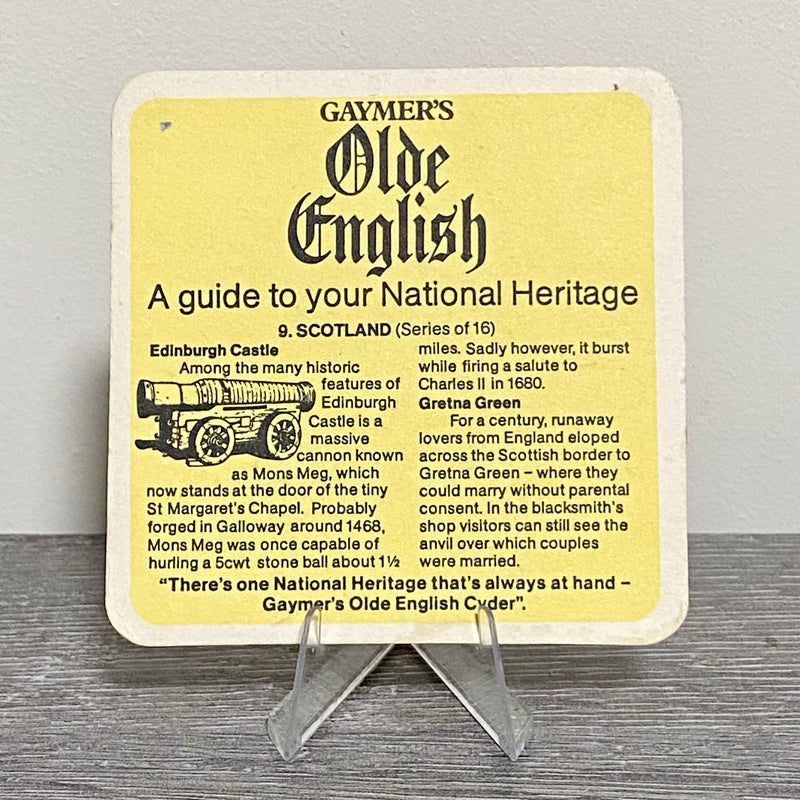 GAYMER'S
Olde
English
A guide to your National Heritage
9. SCOTLAND (Series of 16)
Edinburgh Castle
Among the many historic
features of
Edinburgh
Castle is a
massive
cannon known
as Mons Meg, which
now stands at the door of the tiny
St Margaret's Chapel. Probably
forged in Galloway around 1468,
Mons Meg was once capable of
hurling a 5cwt stone ball about 1½
miles. Sadly however, it burst
while firing a salute to
Charles II in 1680.
Gretna Green
For a century, runaway
lovers from England eloped
across the Scottish border to
Gretna Green – where they
could marry without parental
consent. In the blacksmith's
shop visitors can still see the
anvil over which couples
were married.
"There's one National Heritage that's always at hand –
Gaymer's Olde English Cyder".